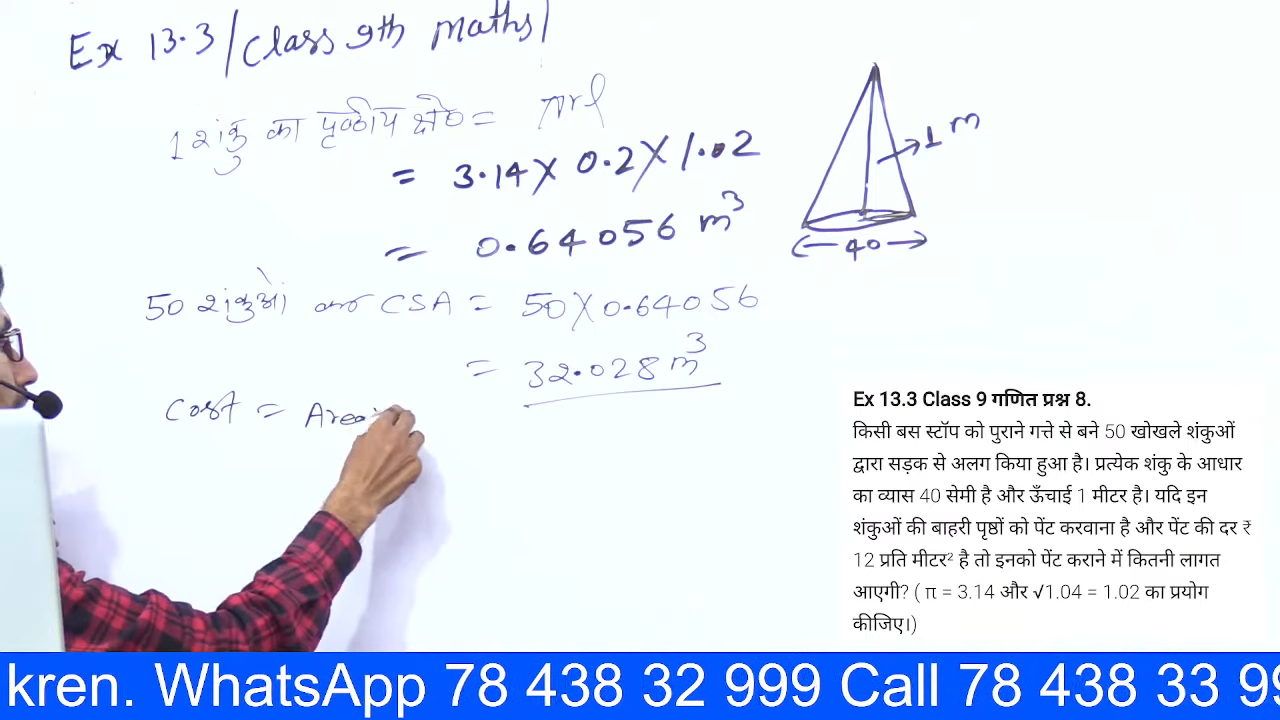 Ex 13.3/Class 9th maths/
1 शंकु का पृष्ठीय क्षे० = πrl
= 3.14 X 0.2 X 1.02
= 0.64056 m³
50 शंकुओं का CSA = 50 X 0.64056
= 32.028 m³
Cost = Area
1 m
40
Ex 13.3 Class 9 गणित प्रश्न 8.
किसी बस स्टॉप को पुराने गत्ते से बने 50 खोखले शंकुओं
द्वारा सड़क से अलग किया हुआ है। प्रत्येक शंकु के आधार
का व्यास 40 सेमी है और ऊँचाई 1 मीटर है। यदि इन
शंकुओं की बाहरी पृष्ठों को पेंट करवाना है और पेंट की दर ₹
12 प्रति मीटर² है तो इनको पेंट कराने में कितनी लागत
आएगी? ( π = 3.14 और √1.04 = 1.02 का प्रयोग
कीजिए।)
kren. WhatsApp 78 438 32 999 Call 78 438 33 99